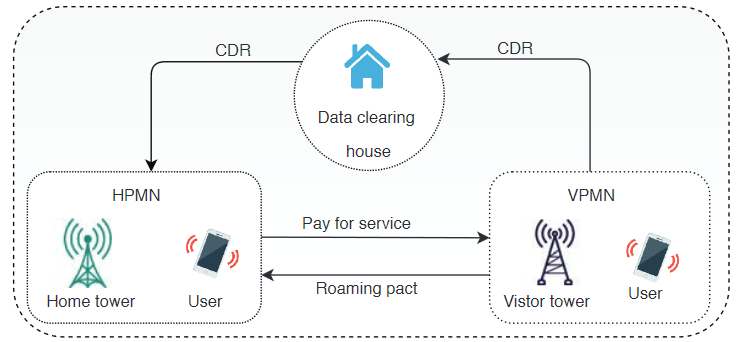 CDR
CDR
Data clearing
house
HPMN
VPMN
Pay for service
Home tower
User
Roaming pact
Vistor tower
User